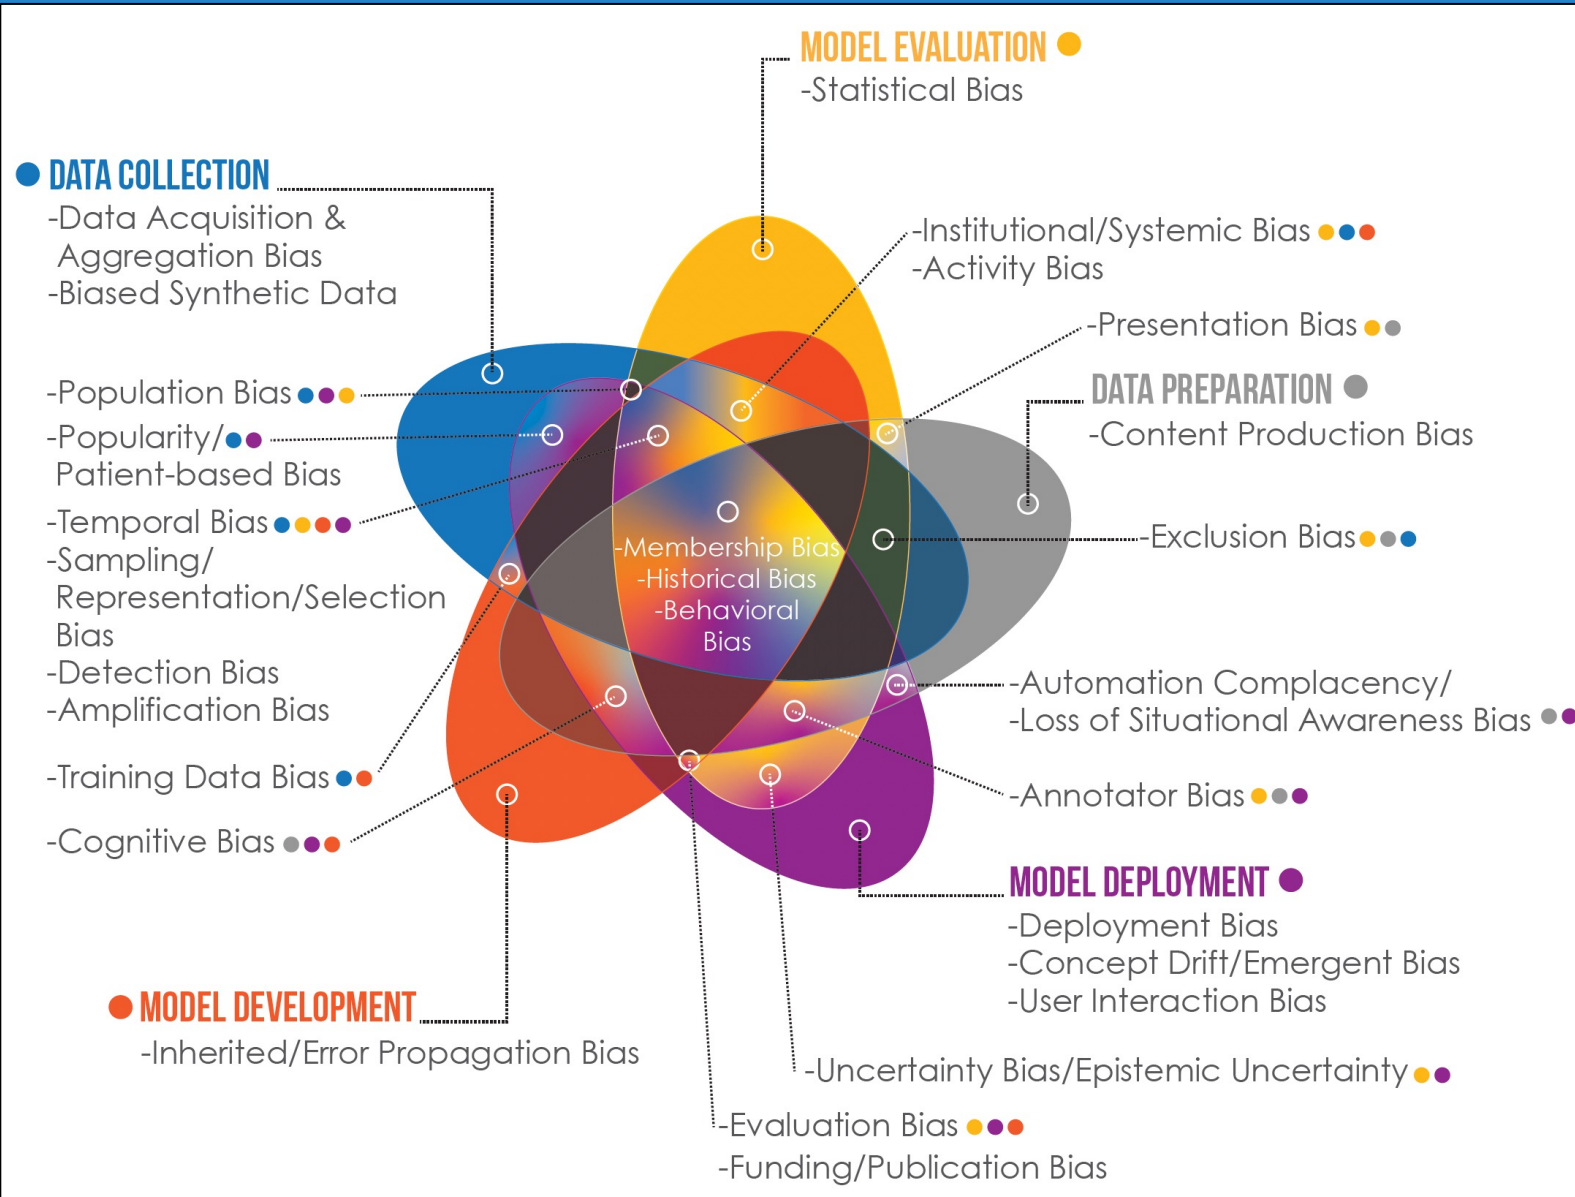 MODEL EVALUATION
-Statistical Bias
DATA COLLECTION
-Data Acquisition &
Aggregation Bias
-Biased Synthetic Data
-Institutional/Systemic Bias
-Activity Bias
-Presentation Bias
DATA PREPARATION
-Content Production Bias
-Population Bias
-Popularity/
Patient-based Bias
-Temporal Bias
-Sampling/
Representation/Selection
Bias
-Detection Bias
-Amplification Bias
-Exclusion Bias
-Membership Bias
-Historical Bias
-Behavioral
Bias
-Training Data Bias
-Cognitive Bias
-Automation Complacency/
-Loss of Situational Awareness Bias
-Annotator Bias
MODEL DEPLOYMENT
-Deployment Bias
-Concept Drift/Emergent Bias
-User Interaction Bias
MODEL DEVELOPMENT
-Inherited/Error Propagation Bias
-Uncertainty Bias/Epistemic Uncertainty
-Evaluation Bias
-Funding/Publication Bias